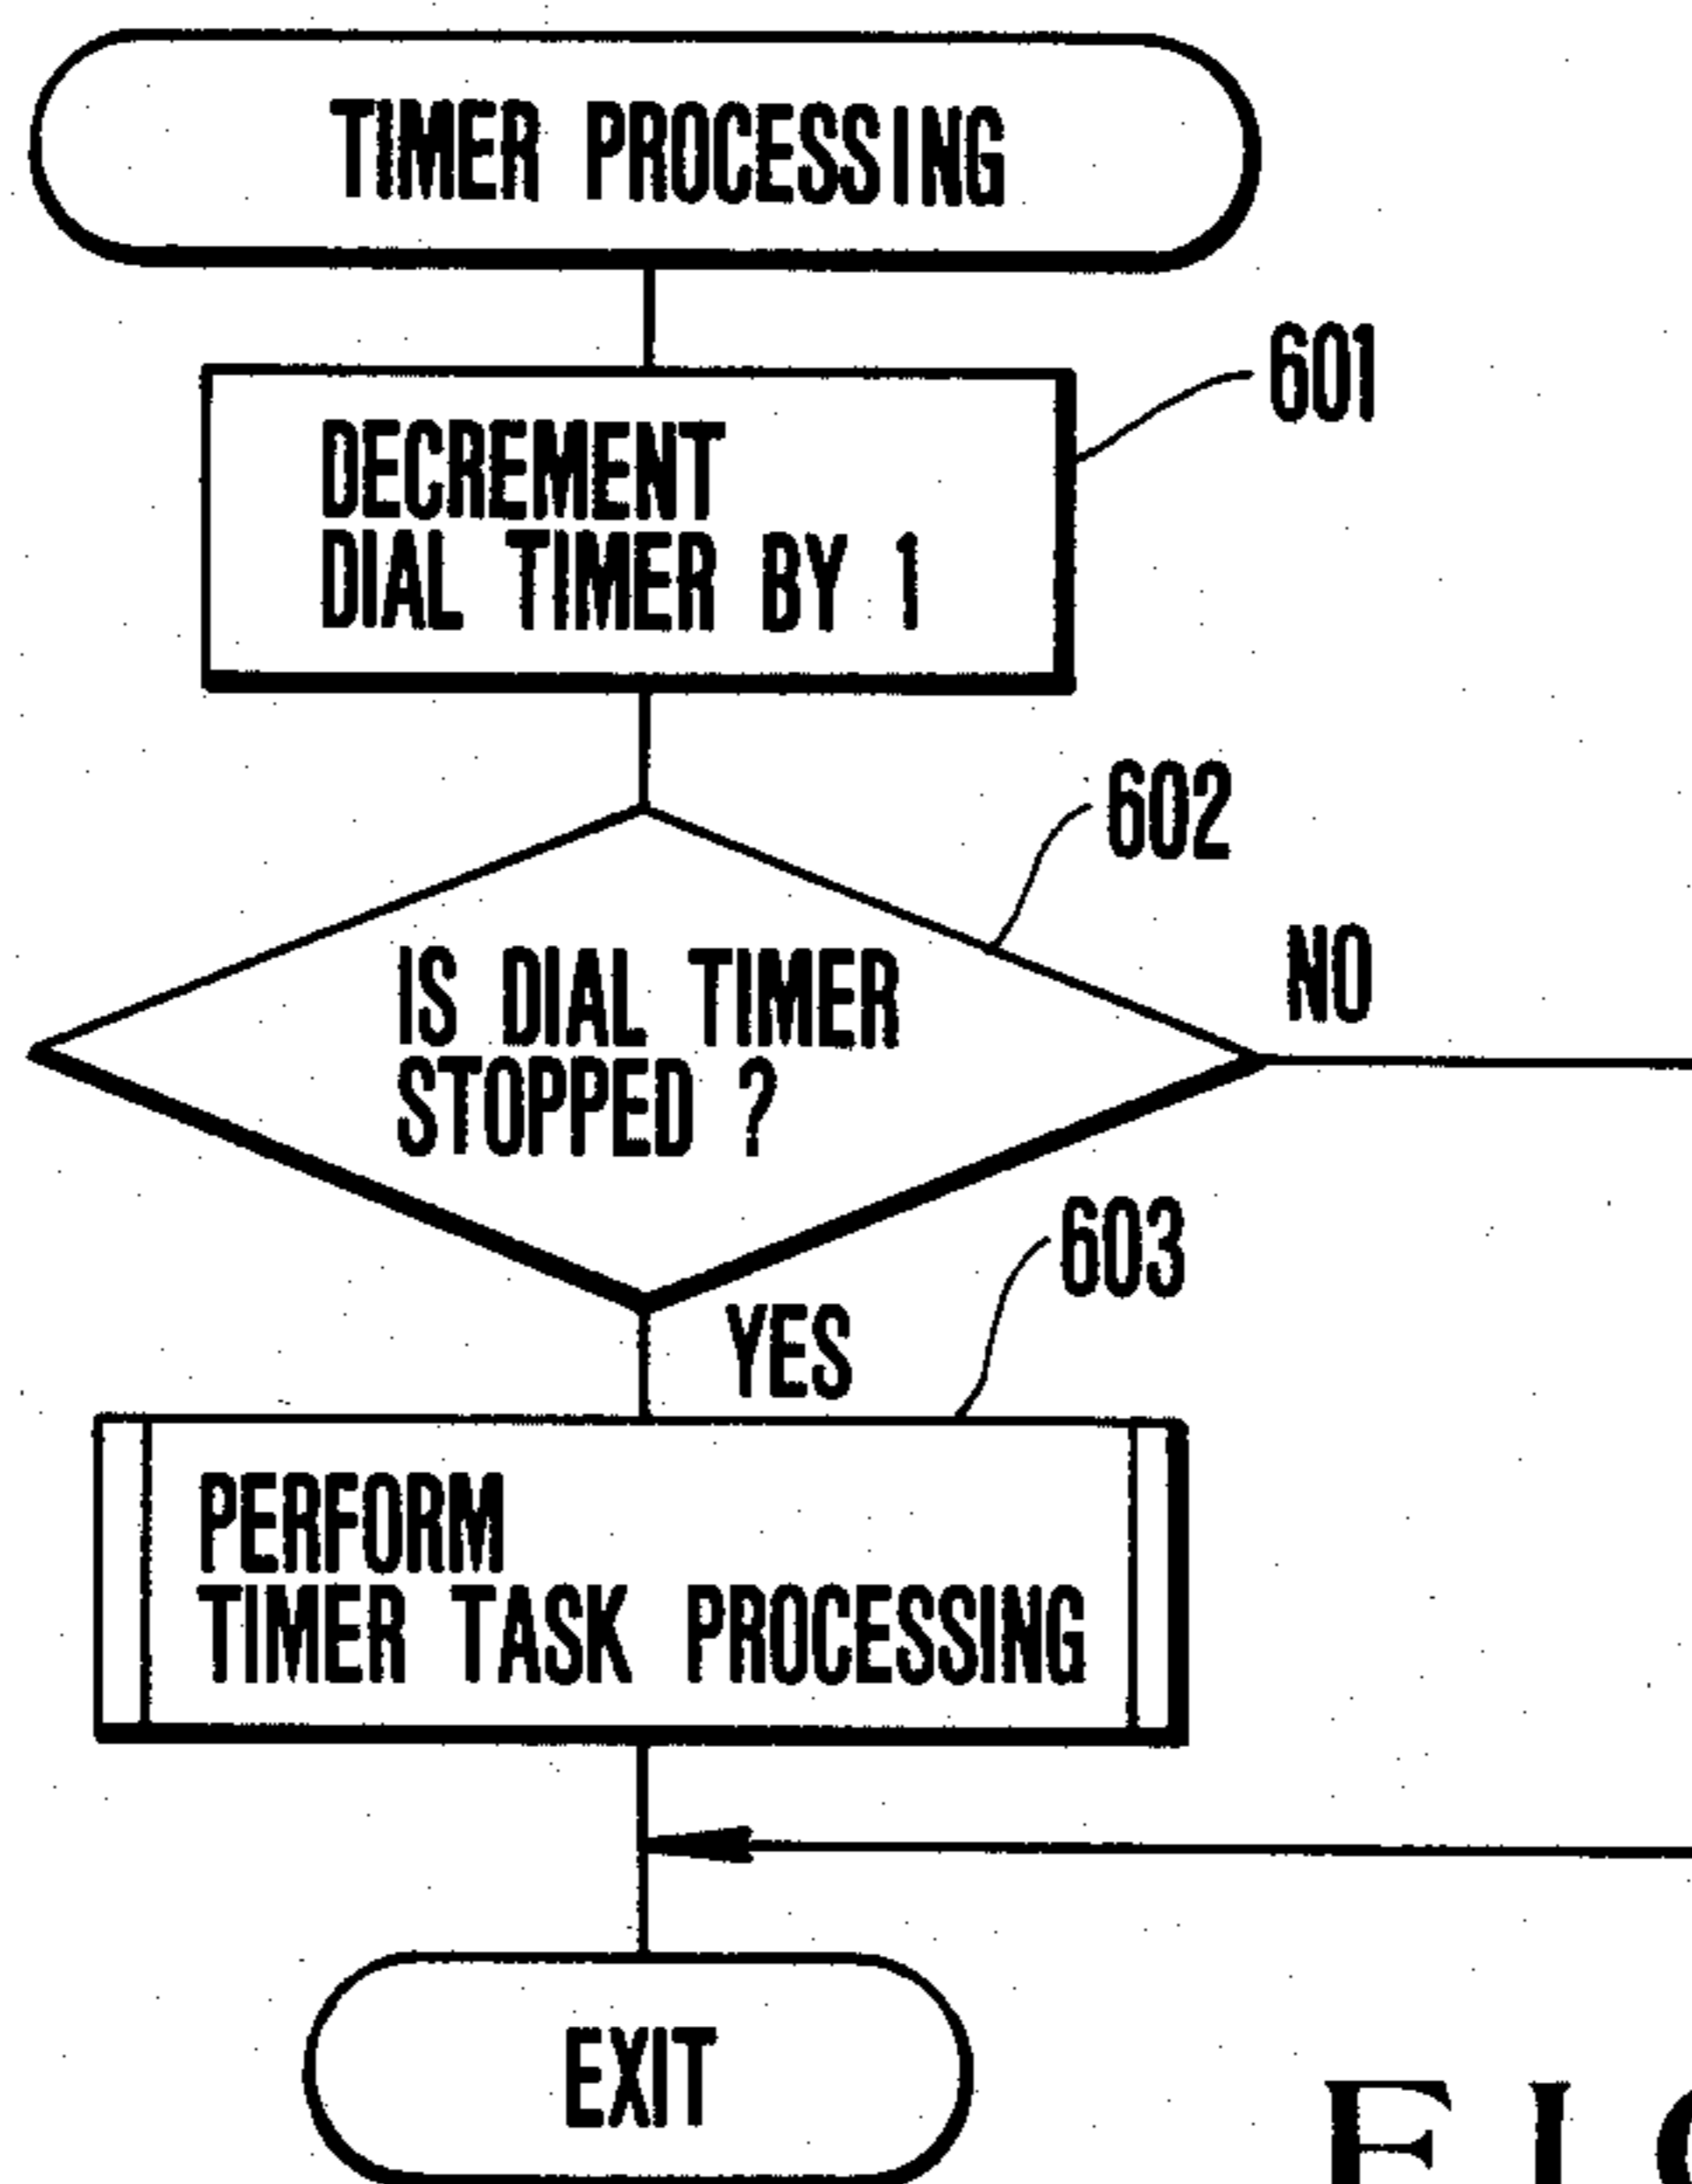 TIMER PROCESSING
601
DECREMENT
DIAL TIMER BY 1
602
NO
IS DIAL TIMER
STOPPED ?
603
YES
PERFORM
TIMER TASK PROCESSING
EXIT